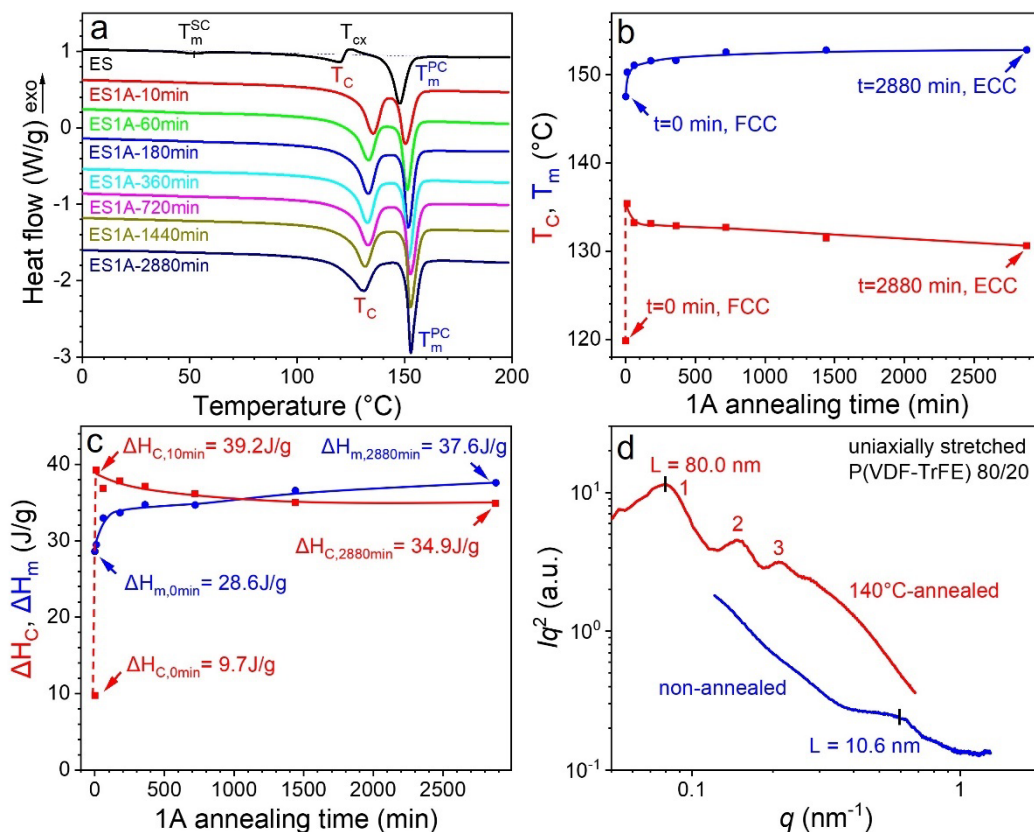 a
T_m^SC
T_cx
ES
T_C
T_m^PC
ES1A-10min
ES1A-60min
ES1A-180min
ES1A-360min
ES1A-720min
ES1A-1440min
ES1A-2880min
T_C
T_m^PC
Heat flow (W/g) exo
1
0
-1
-2
-3
0 50 100 150 200
Temperature (°C)
b
t=0 min, FCC
t=2880 min, ECC
t=0 min, FCC
t=2880 min, ECC
T_C, T_m (°C)
150
140
130
120
0 500 1000 1500 2000 2500
1A annealing time (min)
c
ΔH_C,10min= 39.2J/g
ΔH_m,2880min= 37.6J/g
ΔH_m,0min= 28.6J/g
ΔH_C,2880min= 34.9J/g
ΔH_C,0min= 9.7J/g
ΔH_C, ΔH_m (J/g)
40
30
20
10
0
0 500 1000 1500 2000 2500
1A annealing time (min)
d
uniaxially stretched
P(VDF-TrFE) 80/20
L = 80.0 nm
1
2
3
140°C-annealed
non-annealed
L = 10.6 nm
Iq² (a.u.)
10¹
10⁰
10⁻¹
0.1 1
q (nm⁻¹)